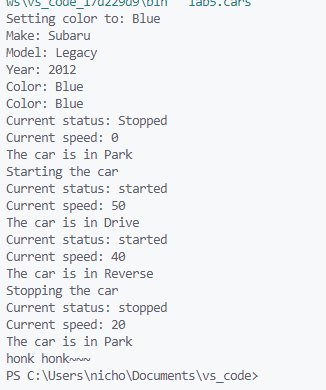 ws\vs_code_17d229d9\bin' 'lab5.cars'
Setting color to: Blue
Make: Subaru
Model: Legacy
Year: 2012
Color: Blue
Color: Blue
Current status: Stopped
Current speed: 0
The car is in Park
Starting the car
Current status: started
Current speed: 50
The car is in Drive
Current status: started
Current speed: 40
The car is in Reverse
Stopping the car
Current status: stopped
Current speed: 20
The car is in Park
honk honk~~~
PS C:\Users\nicho\Documents\vs_code>